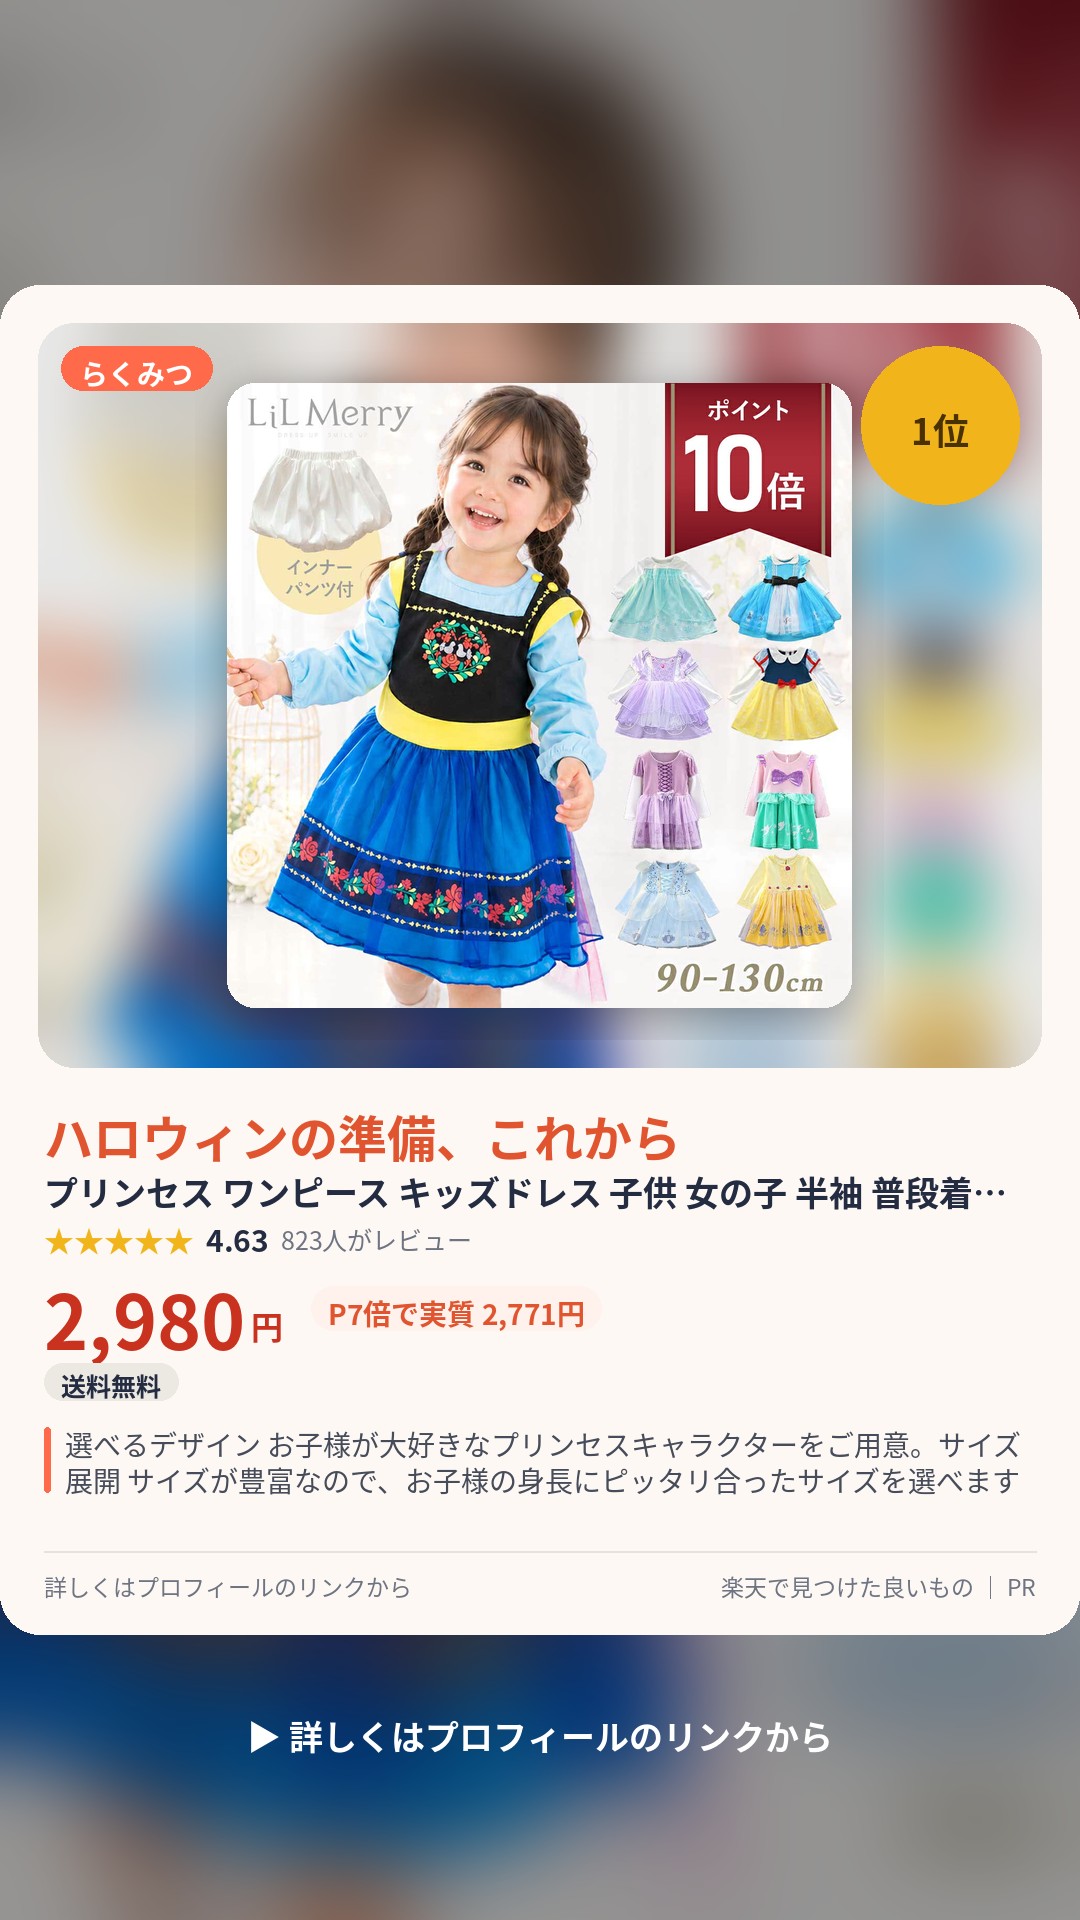 らくみつ
1位
LiL Merry
ポイント
10倍
インナー
パンツ付
90-130cm
ハロウィンの準備、これから
プリンセス ワンピース キッズドレス 子供 女の子 半袖 普段着…
★★★★★ 4.63 823人がレビュー
2,980円 P7倍で実質 2,771円
送料無料
選べるデザイン お子様が大好きなプリンセスキャラクターをご用意。サイズ
展開 サイズが豊富なので、お子様の身長にピッタリ合ったサイズを選べます
詳しくはプロフィールのリンクから
楽天で見つけた良いもの｜PR
▶ 詳しくはプロフィールのリンクから